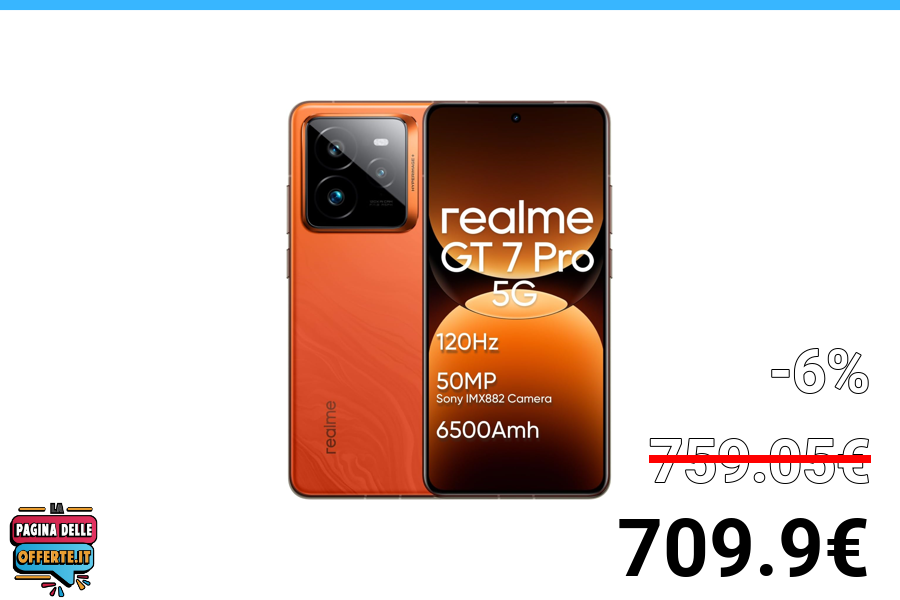 HYPERIMAGE+
realme
GT 7 Pro
5G
120Hz
50MP
Sony IMX882 Camera
6500Amh
realme
-6%
759.05€
709.9€
LA
PAGINA DELLE
OFFERTE.IT